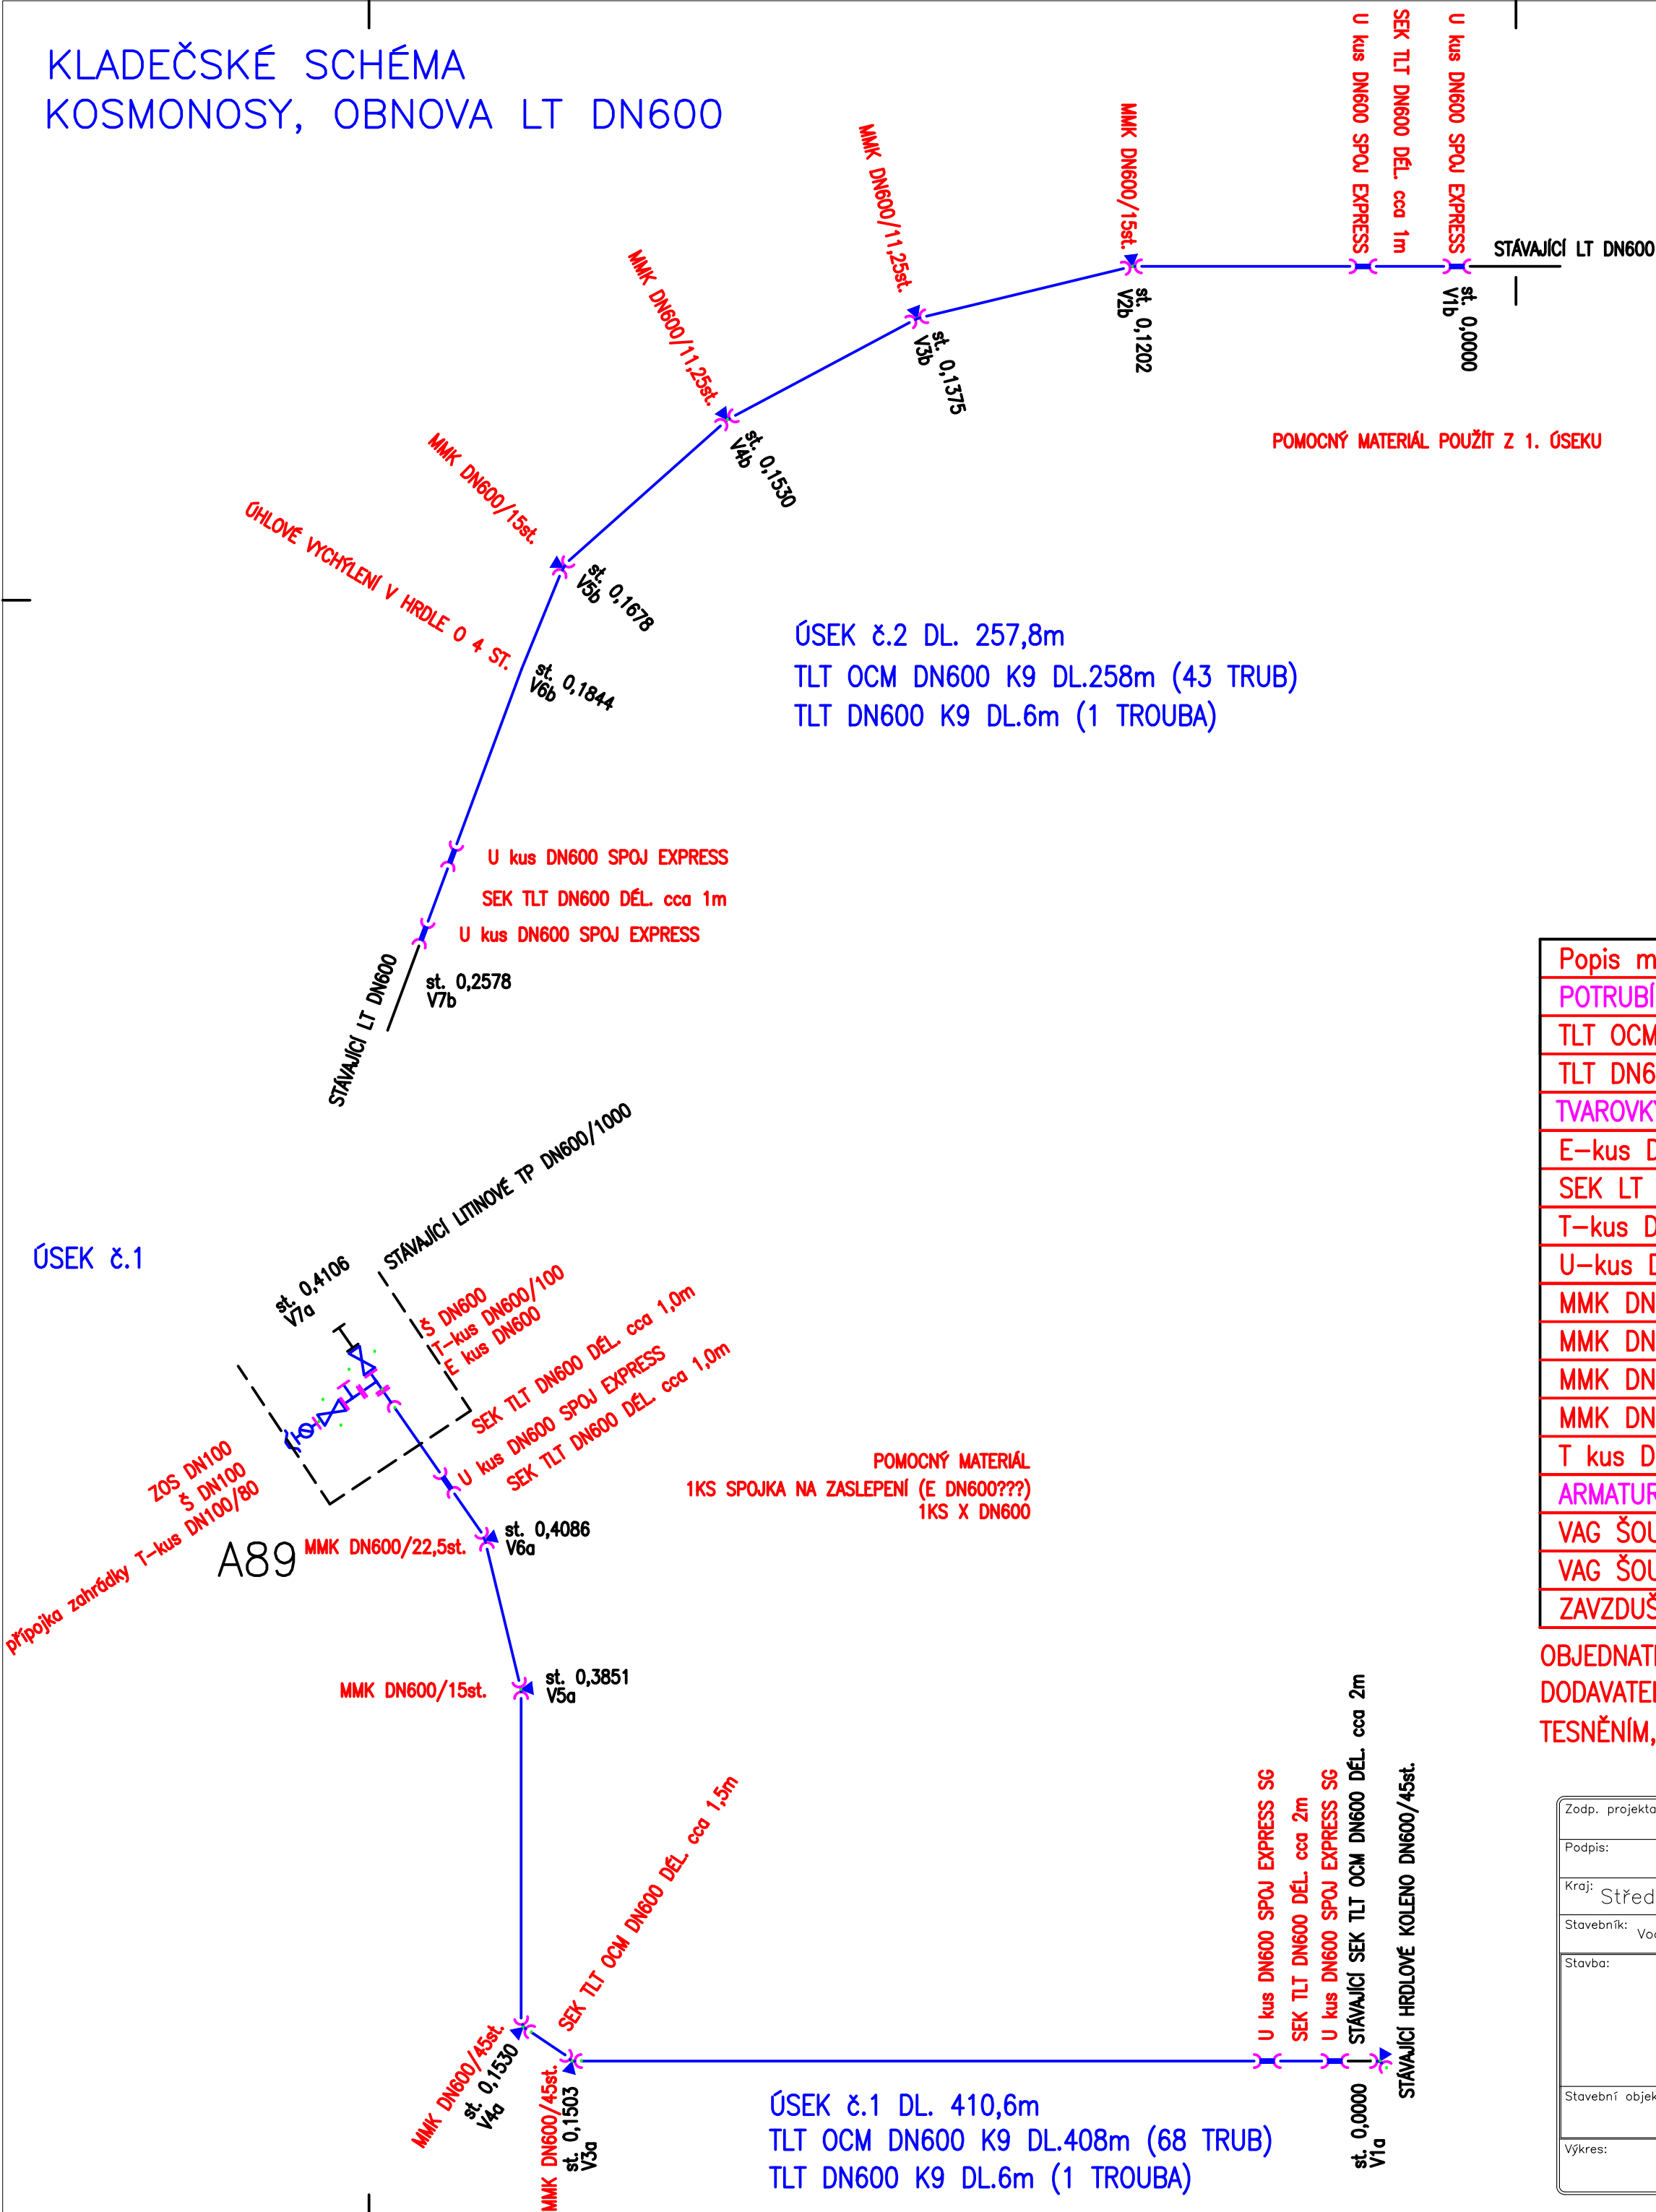 KLADEČSKÉ SCHÉMA
KOSMONOSY, OBNOVA LT DN600
U kus DN600 SPOJ EXPRESS
SEK TLT DN600 DÉL. cca 1m
U kus DN600 SPOJ EXPRESS
STÁVAJÍCÍ LT DN600
st. 0,0000
V1b
MMK DN600/15st.
st. 0,1202
V2b
MMK DN600/11,25st.
st. 0,1375
V3b
MMK DN600/11,25st.
st. 0,1530
V4b
POMOCNÝ MATERIÁL POUŽÍT Z 1. ÚSEKU
MMK DN600/15st.
st. 0,1678
V5b
ÚHLOVÉ VYCHÝLENÍ V HRDLE O 4 ST.
st. 0,1844
V6b
ÚSEK č.2 DL. 257,8m
TLT OCM DN600 K9 DL.258m (43 TRUB)
TLT DN600 K9 DL.6m (1 TROUBA)
U kus DN600 SPOJ EXPRESS
SEK TLT DN600 DÉL. cca 1m
U kus DN600 SPOJ EXPRESS
st. 0,2578
V7b
STÁVAJÍCÍ LT DN600
Popis m
POTRUBÍ
TLT OCM
TLT DN6
TVAROVKY
E-kus D
SEK LT
T-kus D
U-kus D
MMK DN
MMK DN
MMK DN
MMK DN
T kus D
ARMATUR
VAG ŠOU
VAG ŠOU
ZAVZDUŠ
OBJEDNAT
DODAVATE
TESNĚNÍM,
ÚSEK č.1
STÁVAJÍCÍ LITINOVÉ TP DN600/1000
st. 0,4106
V7a
Š DN600
T-kus DN600/100
E kus DN600
SEK TLT DN600 DÉL. cca 1,0m
U kus DN600 SPOJ EXPRESS
SEK TLT DN600 DÉL. cca 1,0m
ZOS DN100
Š DN100
přípojka zahrádky T-kus DN100/80
A89
POMOCNÝ MATERIÁL
1KS SPOJKA NA ZASLEPENÍ (E DN600???)
1KS X DN600
MMK DN600/22,5st.
st. 0,4086
V6a
MMK DN600/15st.
st. 0,3851
V5a
SEK TLT OCM DN600 DÉL. cca 1,5m
MMK DN600/45st.
st. 0,1530
V4a
MMK DN600/45st.
st. 0,1503
V3a
U kus DN600 SPOJ EXPRESS SG
SEK TLT DN600 DÉL. cca 2m
U kus DN600 SPOJ EXPRESS SG
STÁVAJÍCÍ SEK TLT OCM DN600 DÉL. cca 2m
STÁVAJÍCÍ HRDLOVÉ KOLENO DN600/45st.
st. 0,0000
V1a
ÚSEK č.1 DL. 410,6m
TLT OCM DN600 K9 DL.408m (68 TRUB)
TLT DN600 K9 DL.6m (1 TROUBA)
Zodp. projekta
Podpis:
Kraj: Střed
Stavebník: Vo
Stavba:
Stavební objek
Výkres: